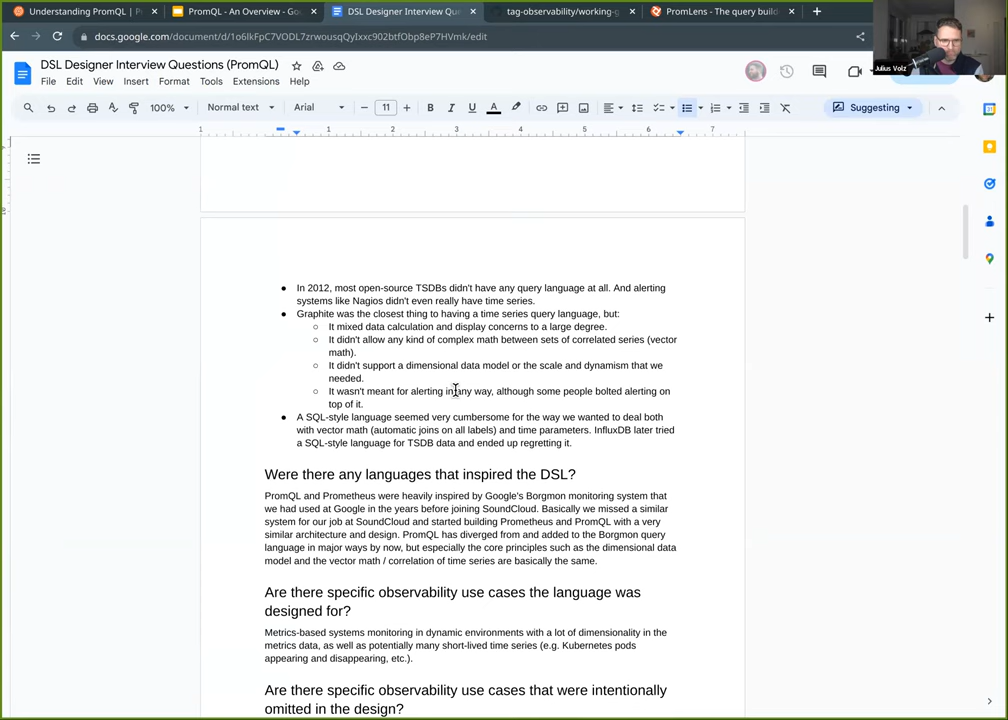 Understanding PromQL | P
PromQL - An Overview - Go
DSL Designer Interview Que
tag-observability/working-g
PromLens - The query build
docs.google.com/document/d/1o6lkFpC7VODL7zrwousqQyIxxc902btfObp8eP7HVmk/edit
Julius Volz
DSL Designer Interview Questions (PromQL)
File Edit View Insert Format Tools Extensions Help
100% Normal text Arial 11 B I U A Suggesting
1 1 2 3 4 5 6 7
In 2012, most open-source TSDBs didn't have any query language at all. And alerting
systems like Nagios didn't even really have time series.
Graphite was the closest thing to having a time series query language, but:
It mixed data calculation and display concerns to a large degree.
It didn't allow any kind of complex math between sets of correlated series (vector
math).
It didn't support a dimensional data model or the scale and dynamism that we
needed.
It wasn't meant for alerting in any way, although some people bolted alerting on
top of it.
A SQL-style language seemed very cumbersome for the way we wanted to deal both
with vector math (automatic joins on all labels) and time parameters. InfluxDB later tried
a SQL-style language for TSDB data and ended up regretting it.
Were there any languages that inspired the DSL?
PromQL and Prometheus were heavily inspired by Google's Borgmon monitoring system that
we had used at Google in the years before joining SoundCloud. Basically we missed a similar
system for our job at SoundCloud and started building Prometheus and PromQL with a very
similar architecture and design. PromQL has diverged from and added to the Borgmon query
language in major ways by now, but especially the core principles such as the dimensional data
model and the vector math / correlation of time series are basically the same.
Are there specific observability use cases the language was
designed for?
Metrics-based systems monitoring in dynamic environments with a lot of dimensionality in the
metrics data, as well as potentially many short-lived time series (e.g. Kubernetes pods
appearing and disappearing, etc.).
Are there specific observability use cases that were intentionally
omitted in the design?